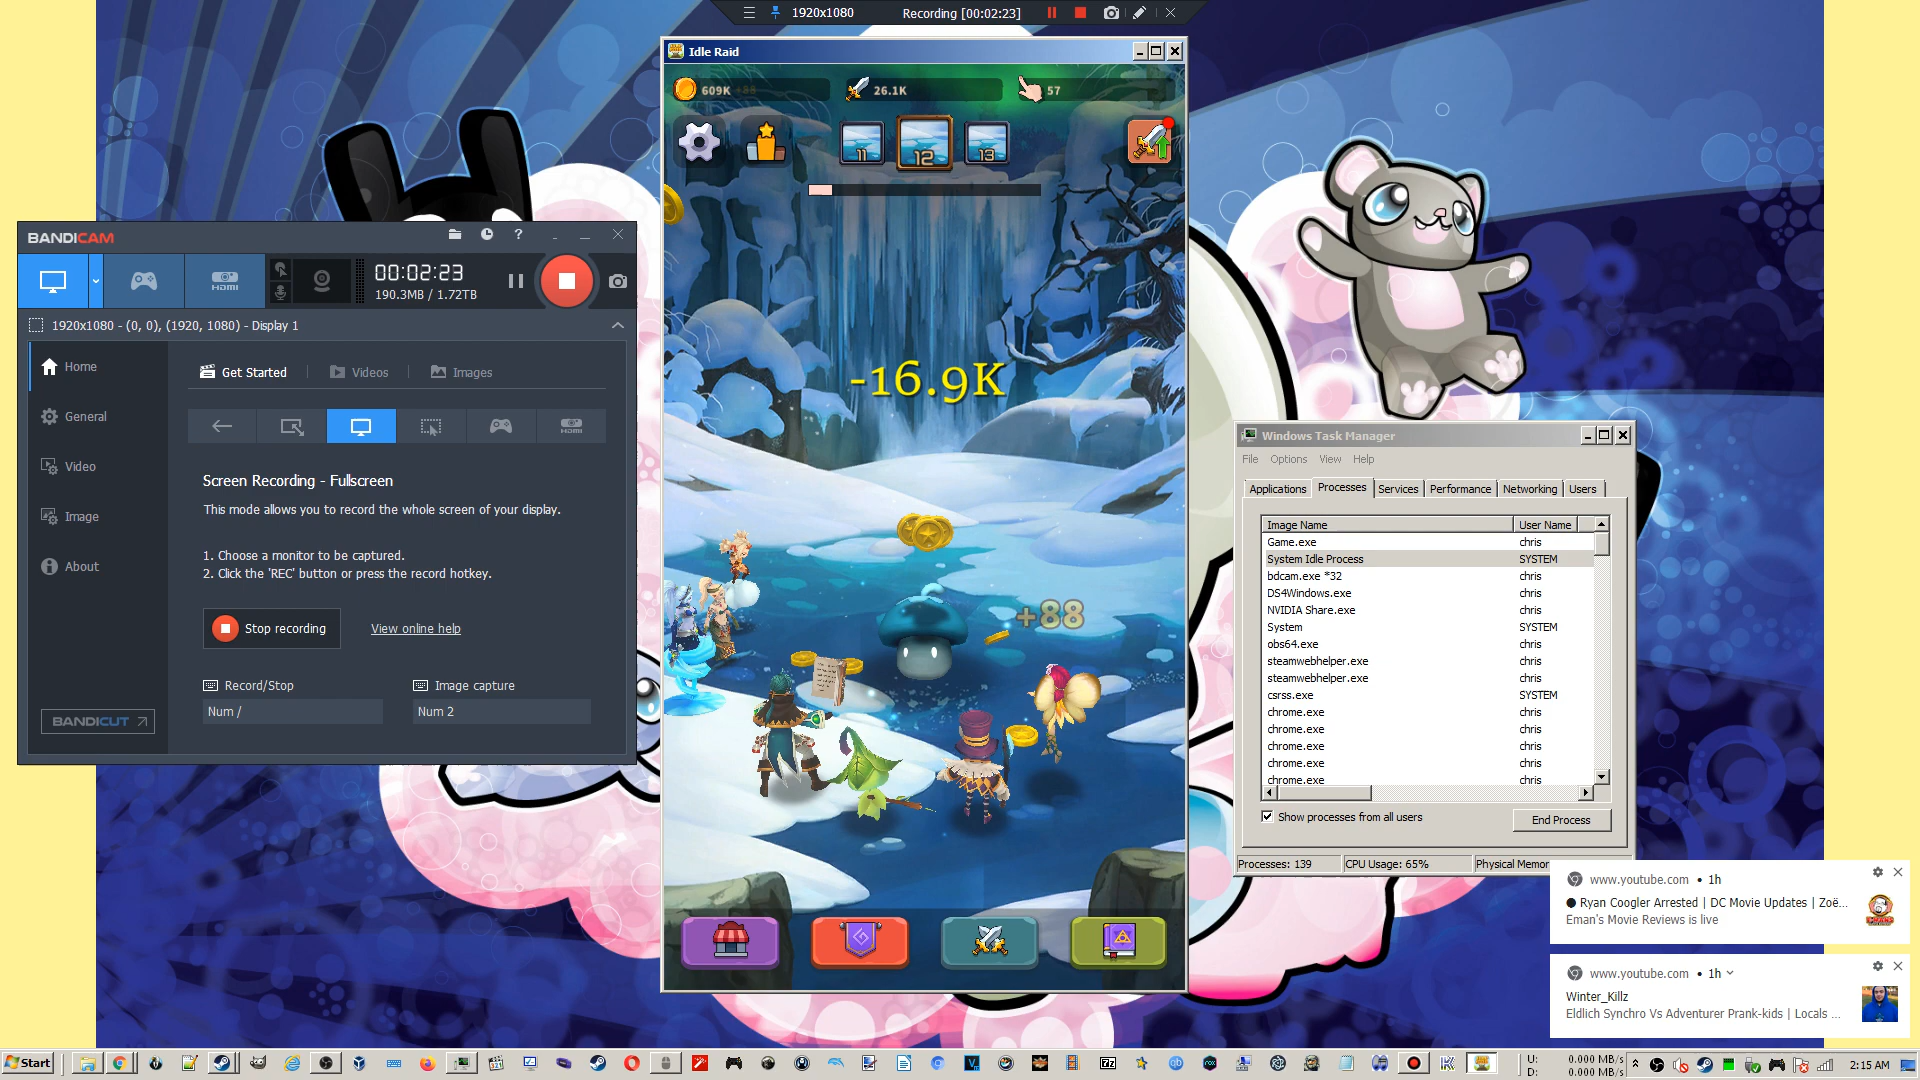 1920x1080
Recording [00:02:23]
Idle Raid
609K +88
26.1K
57
11
12
13
-16.9K
+88
BANDICAM
?
HDMI
00:02:23
190.3MB / 1.72TB
1920x1080 - (0, 0), (1920, 1080) - Display 1
Home
General
Video
Image
About
BANDICUT
Get Started
Videos
Images
HDMI
Screen Recording - Fullscreen
This mode allows you to record the whole screen of your display.
1. Choose a monitor to be captured.
2. Click the 'REC' button or press the record hotkey.
Stop recording
View online help
Record/Stop
Image capture
Num /
Num 2
Windows Task Manager
File Options View Help
Applications Processes Services Performance Networking Users
Image Name User Name
Game.exe chris
System Idle Process SYSTEM
bdcam.exe *32 chris
DS4Windows.exe chris
NVIDIA Share.exe chris
System SYSTEM
obs64.exe chris
steamwebhelper.exe chris
steamwebhelper.exe chris
csrss.exe SYSTEM
chrome.exe chris
chrome.exe chris
chrome.exe chris
chrome.exe chris
chrome.exe chris
Show processes from all users
End Process
Processes: 139
CPU Usage: 65%
Physical Memor
www.youtube.com • 1h
● Ryan Coogler Arrested | DC Movie Updates | Zoë...
Eman's Movie Reviews is live
www.youtube.com • 1h
Winter_Killz
Eldlich Synchro Vs Adventurer Prank-kids | Locals ...
Start
U: 0.000 MB/s
D: 0.000 MB/s
2:15 AM